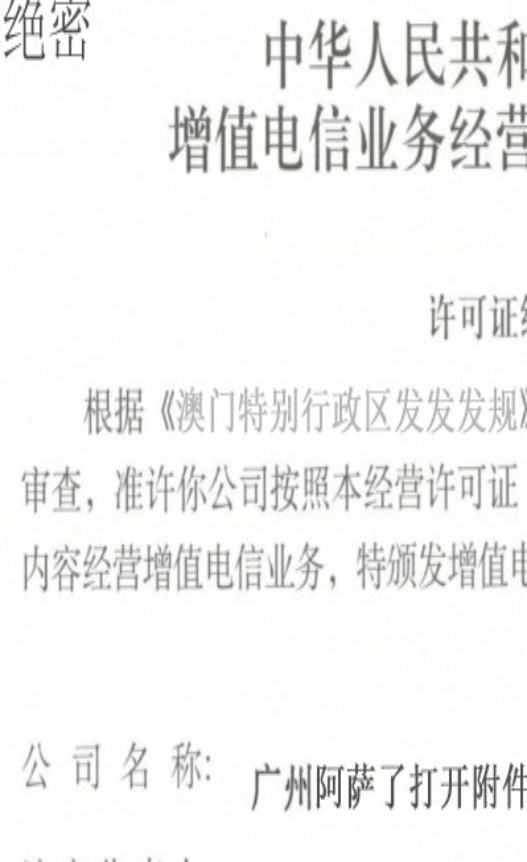 绝密
中华人民共和
增值电信业务经营
许可证
根据《澳门特别行政区发发发规》
审查，准许你公司按照本经营许可证
内容经营增值电信业务，特颁发增值电
公司名称:
广州阿萨了打开附件